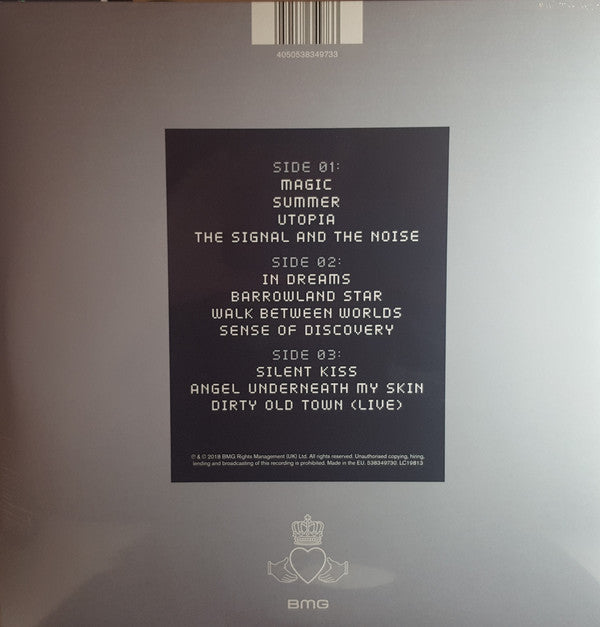 4050538349733
SIDE 01:
MAGIC
SUMMER
UTOPIA
THE SIGNAL AND THE NOISE
SIDE 02:
IN DREAMS
BARROWLAND STAR
WALK BETWEEN WORLDS
SENSE OF DISCOVERY
SIDE 03:
SILENT KISS
ANGEL UNDERNEATH MY SKIN
DIRTY OLD TOWN (LIVE)
℗ & © 2018 BMG Rights Management (UK) Ltd. All rights reserved. Unauthorised copying, hiring,
lending and broadcasting of this recording is prohibited. Made in the EU. 538349730. LC19813
BMG